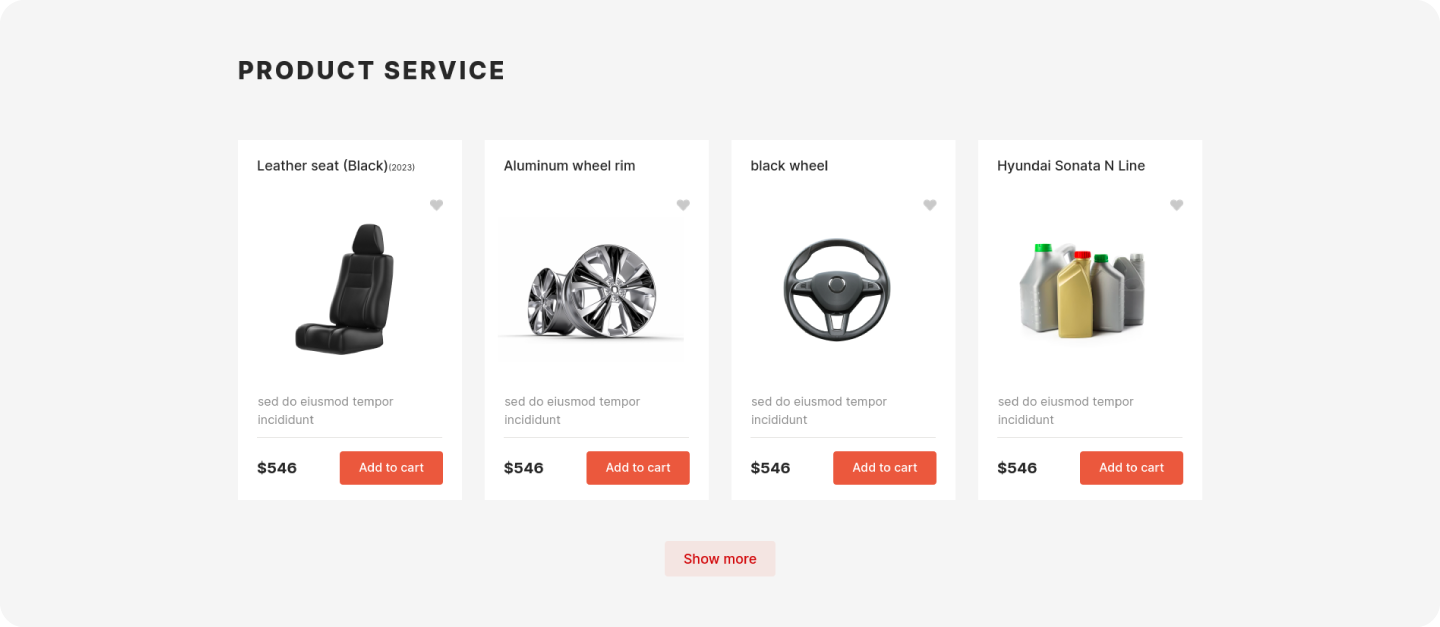 PRODUCT SERVICE
Leather seat (Black)(2023)
sed do eiusmod tempor
incididunt
$546
Add to cart
Aluminum wheel rim
sed do eiusmod tempor
incididunt
$546
Add to cart
black wheel
sed do eiusmod tempor
incididunt
$546
Add to cart
Hyundai Sonata N Line
sed do eiusmod tempor
incididunt
$546
Add to cart
Show more